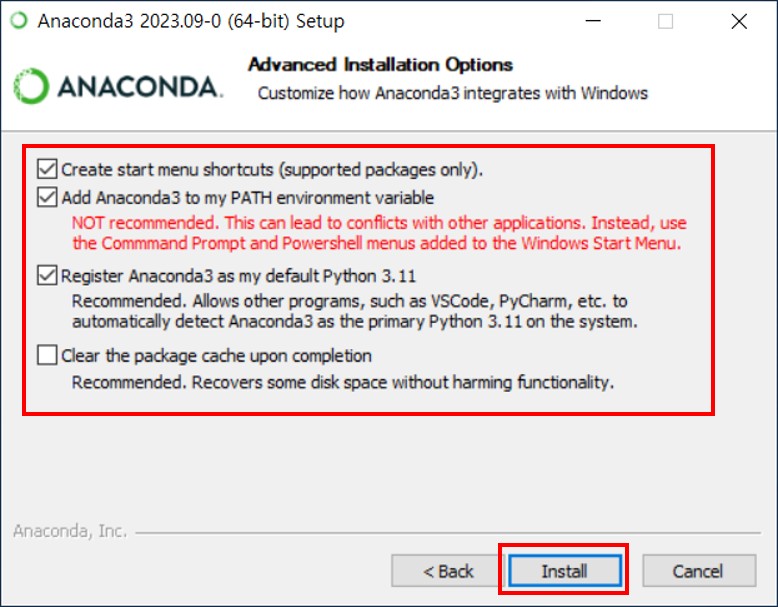 Anaconda3 2023.09-0 (64-bit) Setup
ANACONDA.
Advanced Installation Options
Customize how Anaconda3 integrates with Windows
Create start menu shortcuts (supported packages only).
Add Anaconda3 to my PATH environment variable
NOT recommended. This can lead to conflicts with other applications. Instead, use
the Commmand Prompt and Powershell menus added to the Windows Start Menu.
Register Anaconda3 as my default Python 3.11
Recommended. Allows other programs, such as VSCode, PyCharm, etc. to
automatically detect Anaconda3 as the primary Python 3.11 on the system.
Clear the package cache upon completion
Recommended. Recovers some disk space without harming functionality.
Anaconda, Inc.
< Back
Install
Cancel